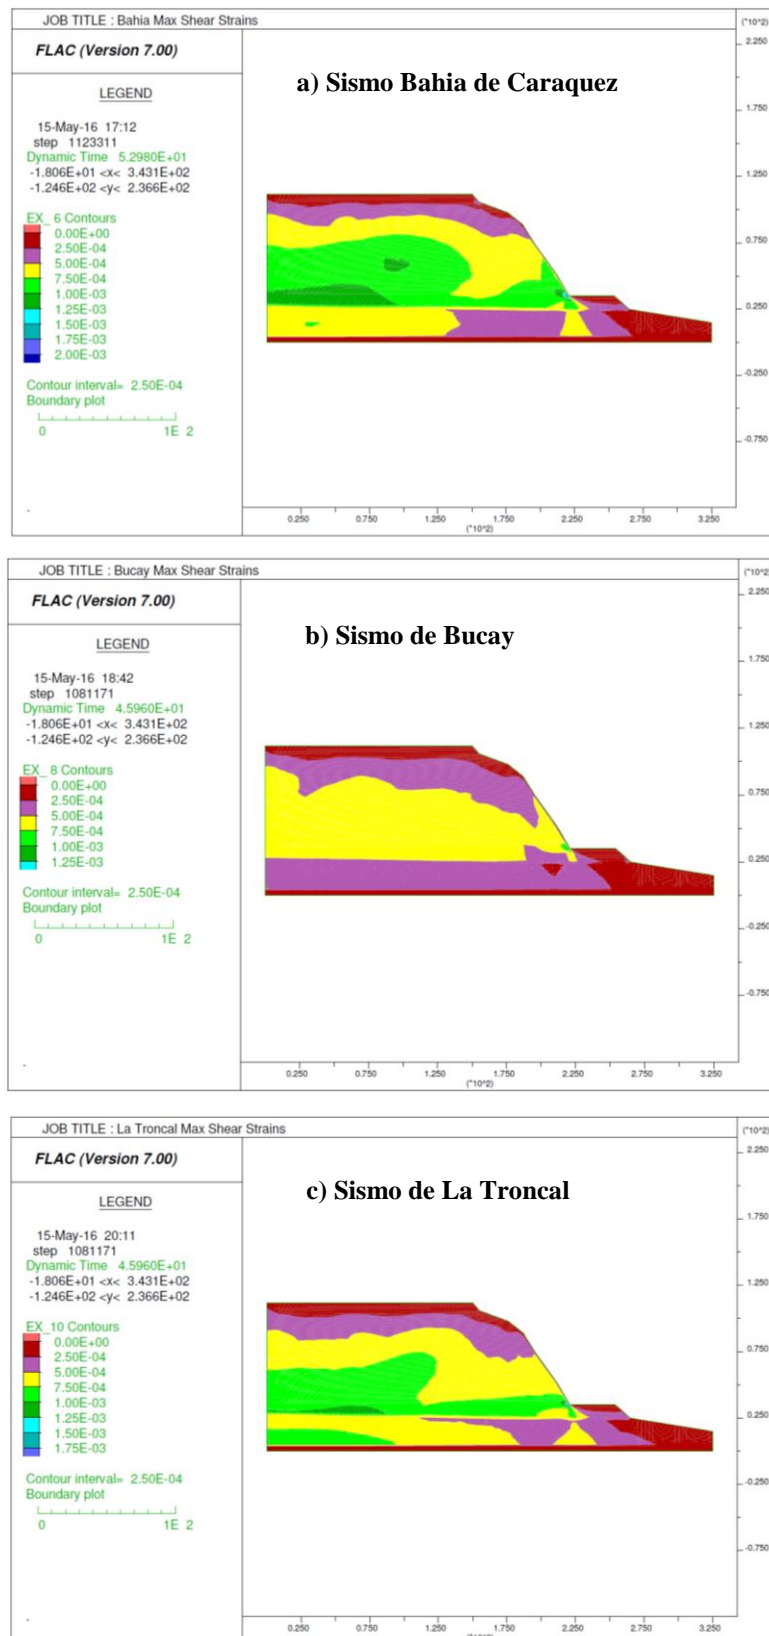 JOB TITLE : Bahia Max Shear Strains
(*10^2)
FLAC (Version 7.00)
LEGEND
15-May-16 17:12
step 1123311
Dynamic Time 5.2980E+01
-1.806E+01 <x< 3.431E+02
-1.246E+02 <y< 2.366E+02
EX_ 6 Contours
0.00E+00
2.50E-04
5.00E-04
7.50E-04
1.00E-03
1.25E-03
1.50E-03
1.75E-03
2.00E-03
Contour interval= 2.50E-04
Boundary plot
0 1E 2
a) Sismo Bahia de Caraquez
2.250
1.750
1.250
0.750
0.250
-0.250
-0.750
0.250 0.750 1.250 1.750 2.250 2.750 3.250
(*10^2)
JOB TITLE : Bucay Max Shear Strains
(*10^2)
FLAC (Version 7.00)
LEGEND
15-May-16 18:42
step 1081171
Dynamic Time 4.5960E+01
-1.806E+01 <x< 3.431E+02
-1.246E+02 <y< 2.366E+02
EX_ 8 Contours
0.00E+00
2.50E-04
5.00E-04
7.50E-04
1.00E-03
1.25E-03
Contour interval= 2.50E-04
Boundary plot
0 1E 2
b) Sismo de Bucay
2.250
1.750
1.250
0.750
0.250
-0.250
-0.750
0.250 0.750 1.250 1.750 2.250 2.750 3.250
(*10^2)
JOB TITLE : La Troncal Max Shear Strains
(*10^2)
FLAC (Version 7.00)
LEGEND
15-May-16 20:11
step 1081171
Dynamic Time 4.5960E+01
-1.806E+01 <x< 3.431E+02
-1.246E+02 <y< 2.366E+02
EX_10 Contours
0.00E+00
2.50E-04
5.00E-04
7.50E-04
1.00E-03
1.25E-03
1.50E-03
1.75E-03
Contour interval= 2.50E-04
Boundary plot
0 1E 2
c) Sismo de La Troncal
2.250
1.750
1.250
0.750
0.250
-0.250
-0.750
0.250 0.750 1.250 1.750 2.250 2.750 3.250